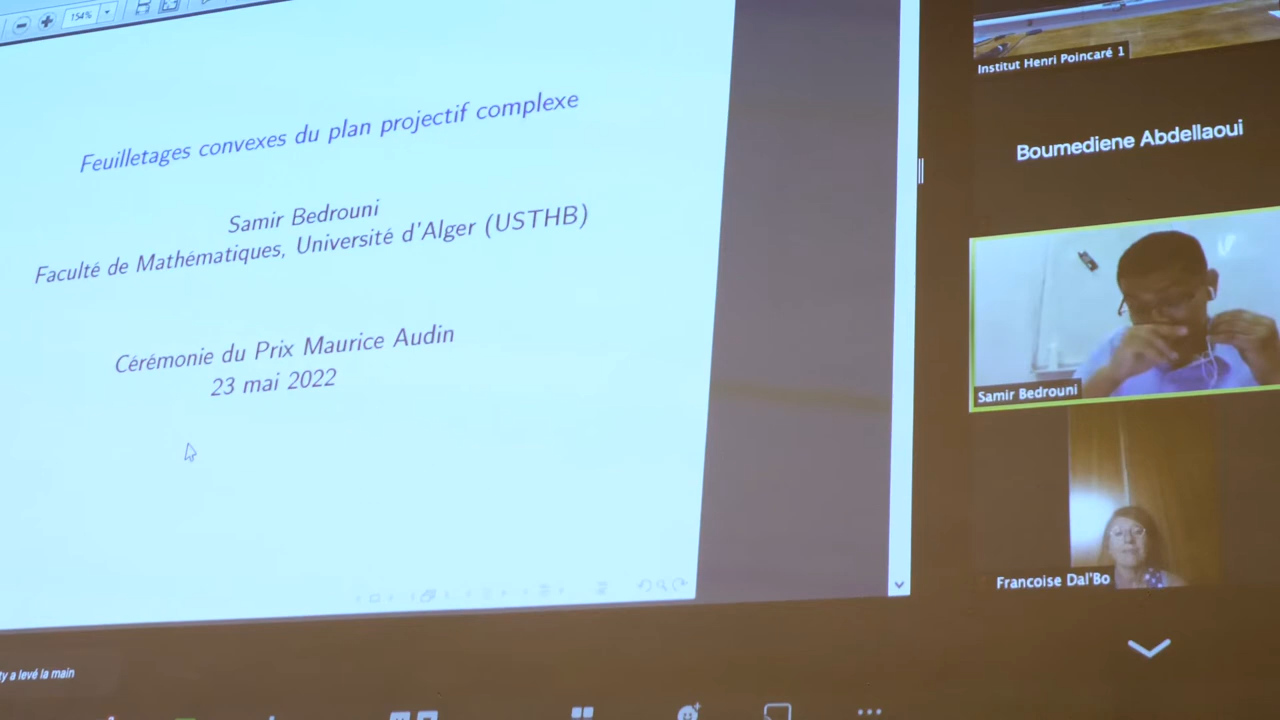 154%
Feuilletages convexes du plan projectif complexe
Samir Bedrouni
Faculté de Mathématiques, Université d'Alger (USTHB)
Cérémonie du Prix Maurice Audin
23 mai 2022
Institut Henri Poincaré 1
Boumediene Abdellaoui
Samir Bedrouni
Francoise Dal'Bo
a levé la main